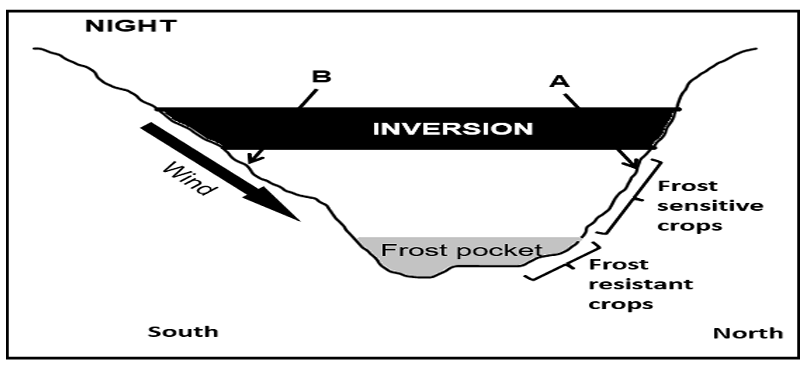 NIGHT
B
A
INVERSION
Wind
Frost
sensitive
crops
Frost pocket
Frost
resistant
crops
South
North